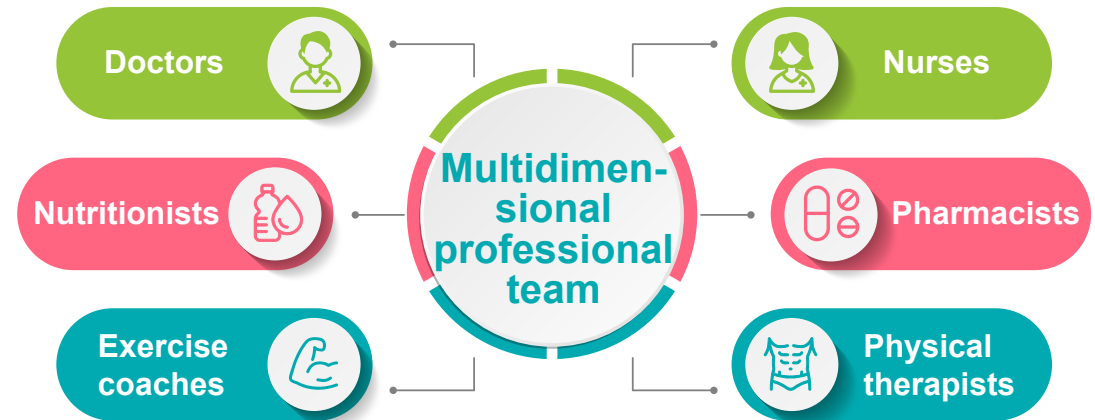 Doctors
Nurses
Multidimen-
sional
professional
team
Nutritionists
Pharmacists
Exercise
coaches
Physical
therapists